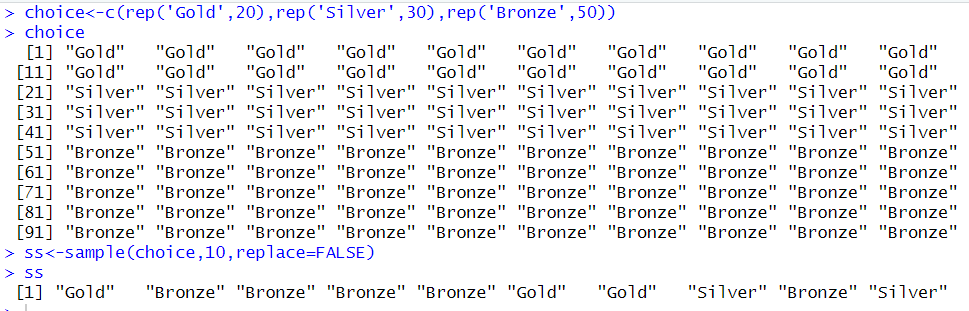 > choice<-c(rep('Gold',20),rep('Silver',30),rep('Bronze',50))
> choice
[1] "Gold" "Gold" "Gold" "Gold" "Gold" "Gold" "Gold" "Gold" "Gold" "Gold"
[11] "Gold" "Gold" "Gold" "Gold" "Gold" "Gold" "Gold" "Gold" "Gold" "Gold"
[21] "Silver" "Silver" "Silver" "Silver" "Silver" "Silver" "Silver" "Silver" "Silver" "Silver"
[31] "Silver" "Silver" "Silver" "Silver" "Silver" "Silver" "Silver" "Silver" "Silver" "Silver"
[41] "Silver" "Silver" "Silver" "Silver" "Silver" "Silver" "Silver" "Silver" "Silver" "Silver"
[51] "Bronze" "Bronze" "Bronze" "Bronze" "Bronze" "Bronze" "Bronze" "Bronze" "Bronze" "Bronze"
[61] "Bronze" "Bronze" "Bronze" "Bronze" "Bronze" "Bronze" "Bronze" "Bronze" "Bronze" "Bronze"
[71] "Bronze" "Bronze" "Bronze" "Bronze" "Bronze" "Bronze" "Bronze" "Bronze" "Bronze" "Bronze"
[81] "Bronze" "Bronze" "Bronze" "Bronze" "Bronze" "Bronze" "Bronze" "Bronze" "Bronze" "Bronze"
[91] "Bronze" "Bronze" "Bronze" "Bronze" "Bronze" "Bronze" "Bronze" "Bronze" "Bronze" "Bronze"
> ss<-sample(choice,10,replace=FALSE)
> ss
[1] "Gold" "Bronze" "Bronze" "Bronze" "Bronze" "Gold" "Gold" "Silver" "Bronze" "Silver"